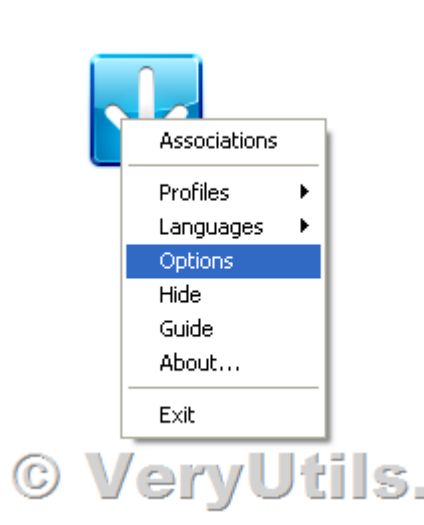 Associations
Profiles
Languages
Options
Hide
Guide
About...
Exit
© VeryUtils.